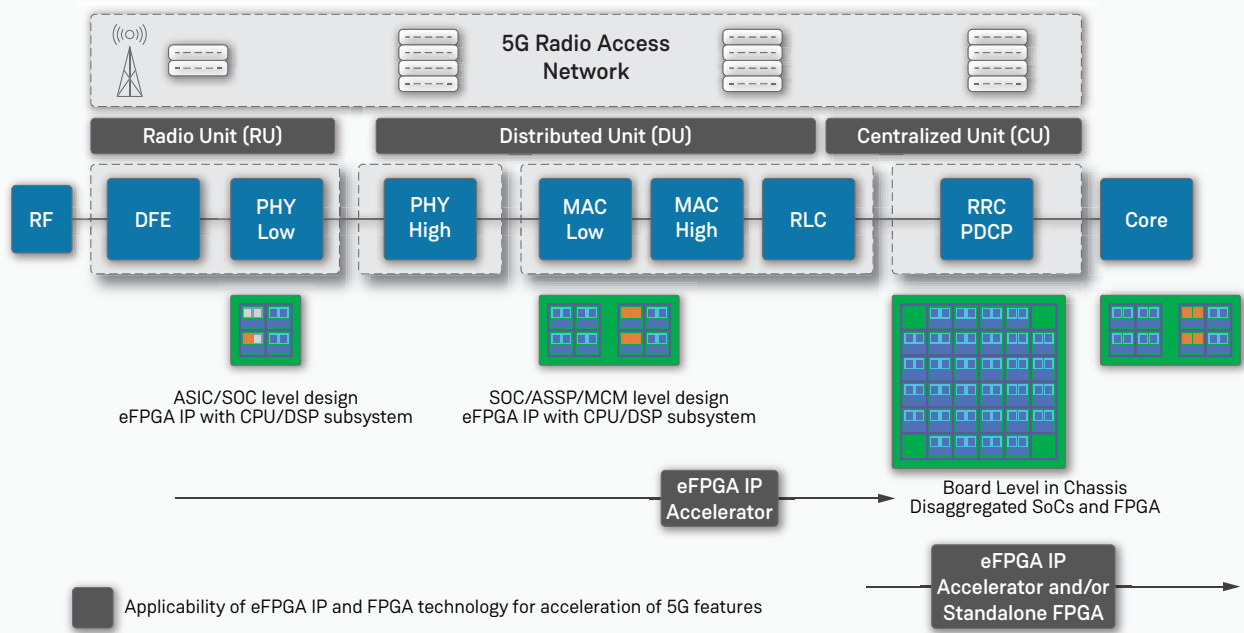 5G Radio Access
Network
Radio Unit (RU)
Distributed Unit (DU)
Centralized Unit (CU)
RF
DFE
PHY
Low
PHY
High
MAC
Low
MAC
High
RLC
RRC
PDCP
Core
ASIC/SOC level design
eFPGA IP with CPU/DSP subsystem
SOC/ASSP/MCM level design
eFPGA IP with CPU/DSP subsystem
Board Level in Chassis
Disaggregated SoCs and FPGA
eFPGA IP
Accelerator
eFPGA IP
Accelerator and/or
Standalone FPGA
Applicability of eFPGA IP and FPGA technology for acceleration of 5G features